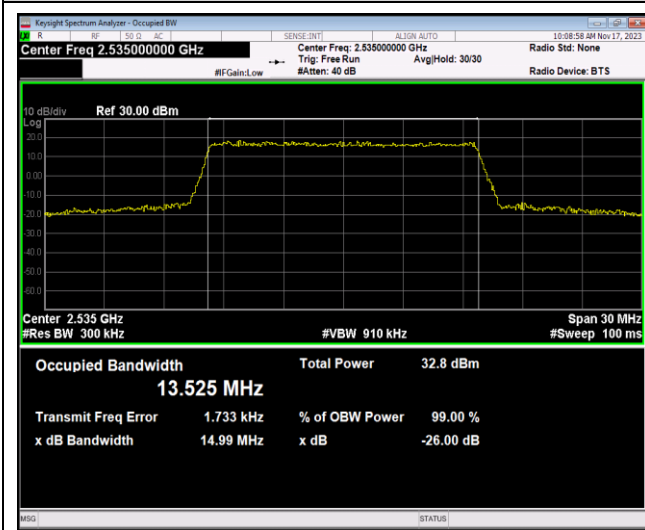 Keysight Spectrum Analyzer - Occupied BW
R RF 50 Ω AC SENSE:INT ALIGN AUTO 10:08:58 AM Nov 17, 2023
Center Freq 2.535000000 GHz Center Freq: 2.535000000 GHz Radio Std: None
Trig: Free Run Avg|Hold: 30/30
#IFGain:Low #Atten: 40 dB Radio Device: BTS
10 dB/div Ref 30.00 dBm
Log
20.0
10.0
0.00
-10.0
-20.0
-30.0
-40.0
-50.0
-60.0
Center 2.535 GHz Span 30 MHz
#Res BW 300 kHz #VBW 910 kHz #Sweep 100 ms
Occupied Bandwidth Total Power 32.8 dBm
13.525 MHz
Transmit Freq Error 1.733 kHz % of OBW Power 99.00 %
x dB Bandwidth 14.99 MHz x dB -26.00 dB
MSG STATUS